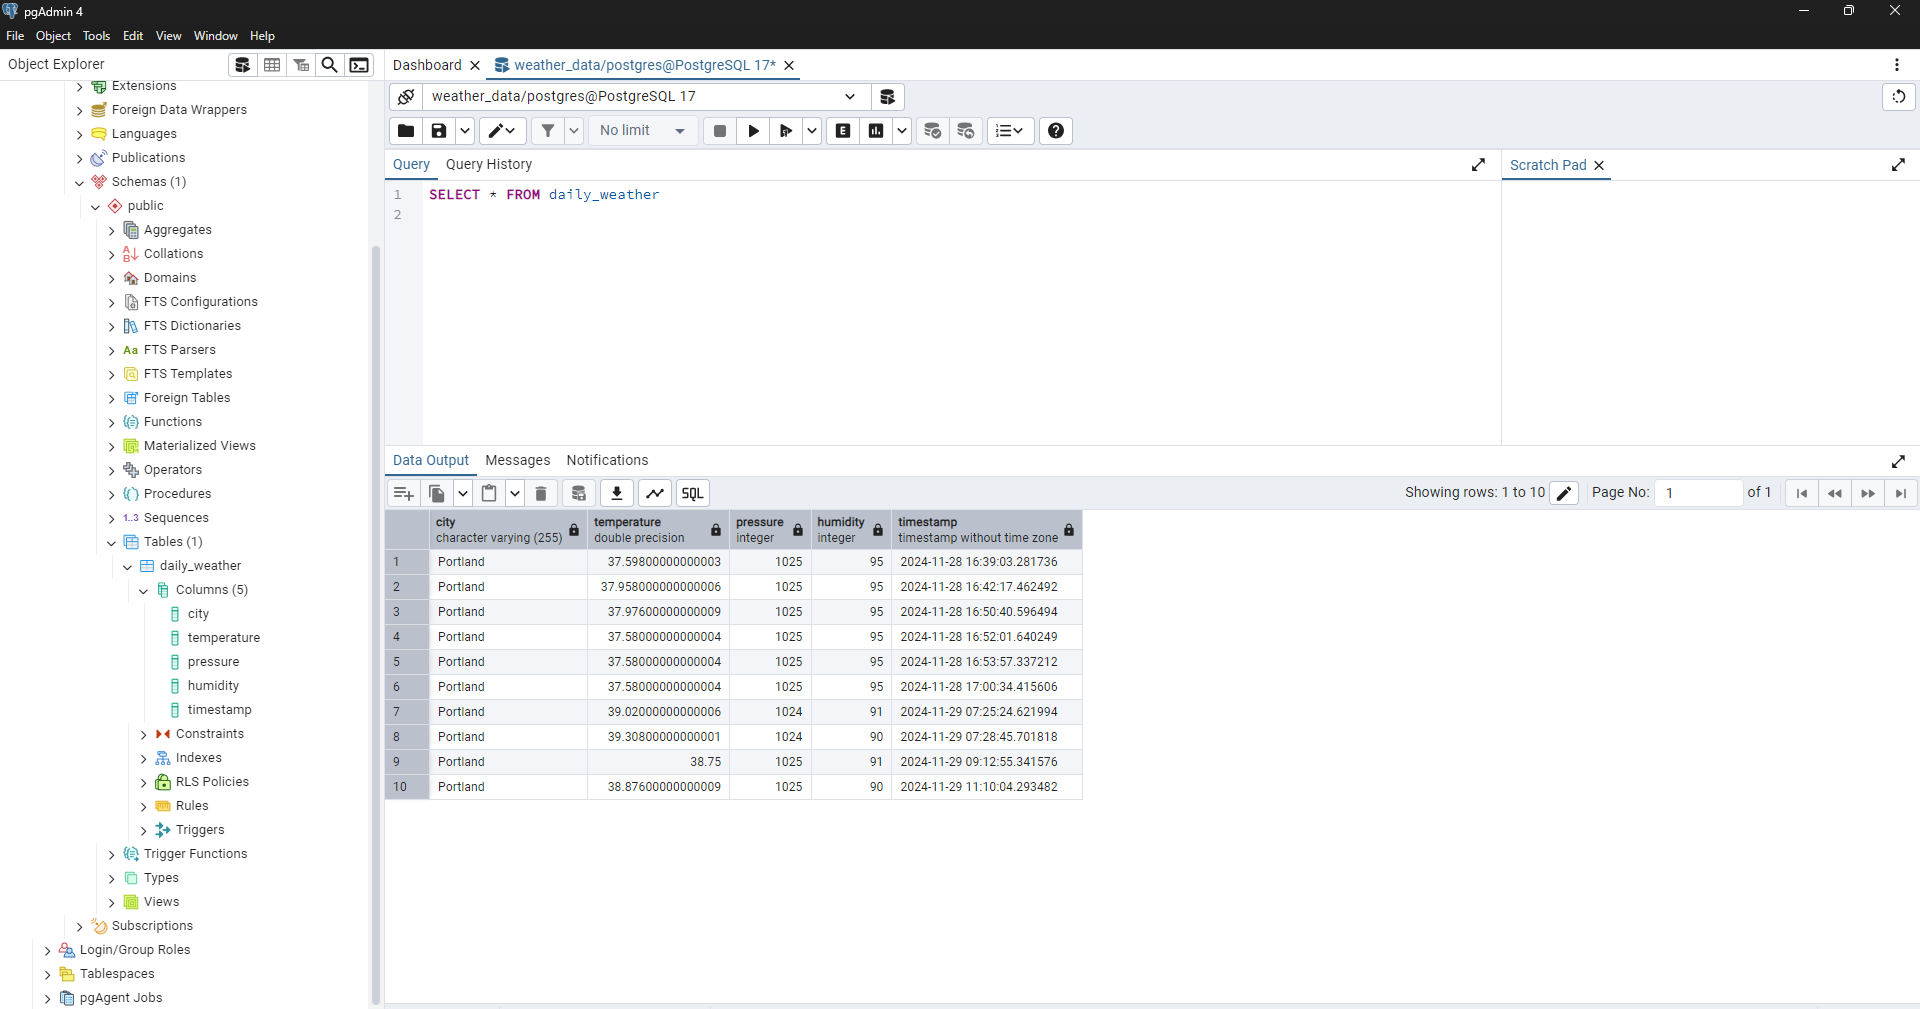 pgAdmin 4
File Object Tools Edit View Window Help
Object Explorer
Extensions
Foreign Data Wrappers
Languages
Publications
Schemas (1)
public
Aggregates
Collations
Domains
FTS Configurations
FTS Dictionaries
Aa FTS Parsers
FTS Templates
Foreign Tables
Functions
Materialized Views
Operators
Procedures
1..3 Sequences
Tables (1)
daily_weather
Columns (5)
city
temperature
pressure
humidity
timestamp
Constraints
Indexes
RLS Policies
Rules
Triggers
Trigger Functions
Types
Views
Subscriptions
Login/Group Roles
Tablespaces
pgAgent Jobs
Dashboard weather_data/postgres@PostgreSQL 17*
weather_data/postgres@PostgreSQL 17
No limit E
Query Query History
Scratch Pad
1 SELECT * FROM daily_weather
2
Data Output Messages Notifications
SQL Showing rows: 1 to 10 Page No: 1 of 1
city temperature pressure humidity timestamp
character varying (255) double precision integer integer timestamp without time zone
1 Portland 37.59800000000003 1025 95 2024-11-28 16:39:03.281736
2 Portland 37.958000000000006 1025 95 2024-11-28 16:42:17.462492
3 Portland 37.97600000000009 1025 95 2024-11-28 16:50:40.596494
4 Portland 37.58000000000004 1025 95 2024-11-28 16:52:01.640249
5 Portland 37.58000000000004 1025 95 2024-11-28 16:53:57.337212
6 Portland 37.58000000000004 1025 95 2024-11-28 17:00:34.415606
7 Portland 39.02000000000006 1024 91 2024-11-29 07:25:24.621994
8 Portland 39.30800000000001 1024 90 2024-11-29 07:28:45.701818
9 Portland 38.75 1025 91 2024-11-29 09:12:55.341576
10 Portland 38.87600000000009 1025 90 2024-11-29 11:10:04.293482